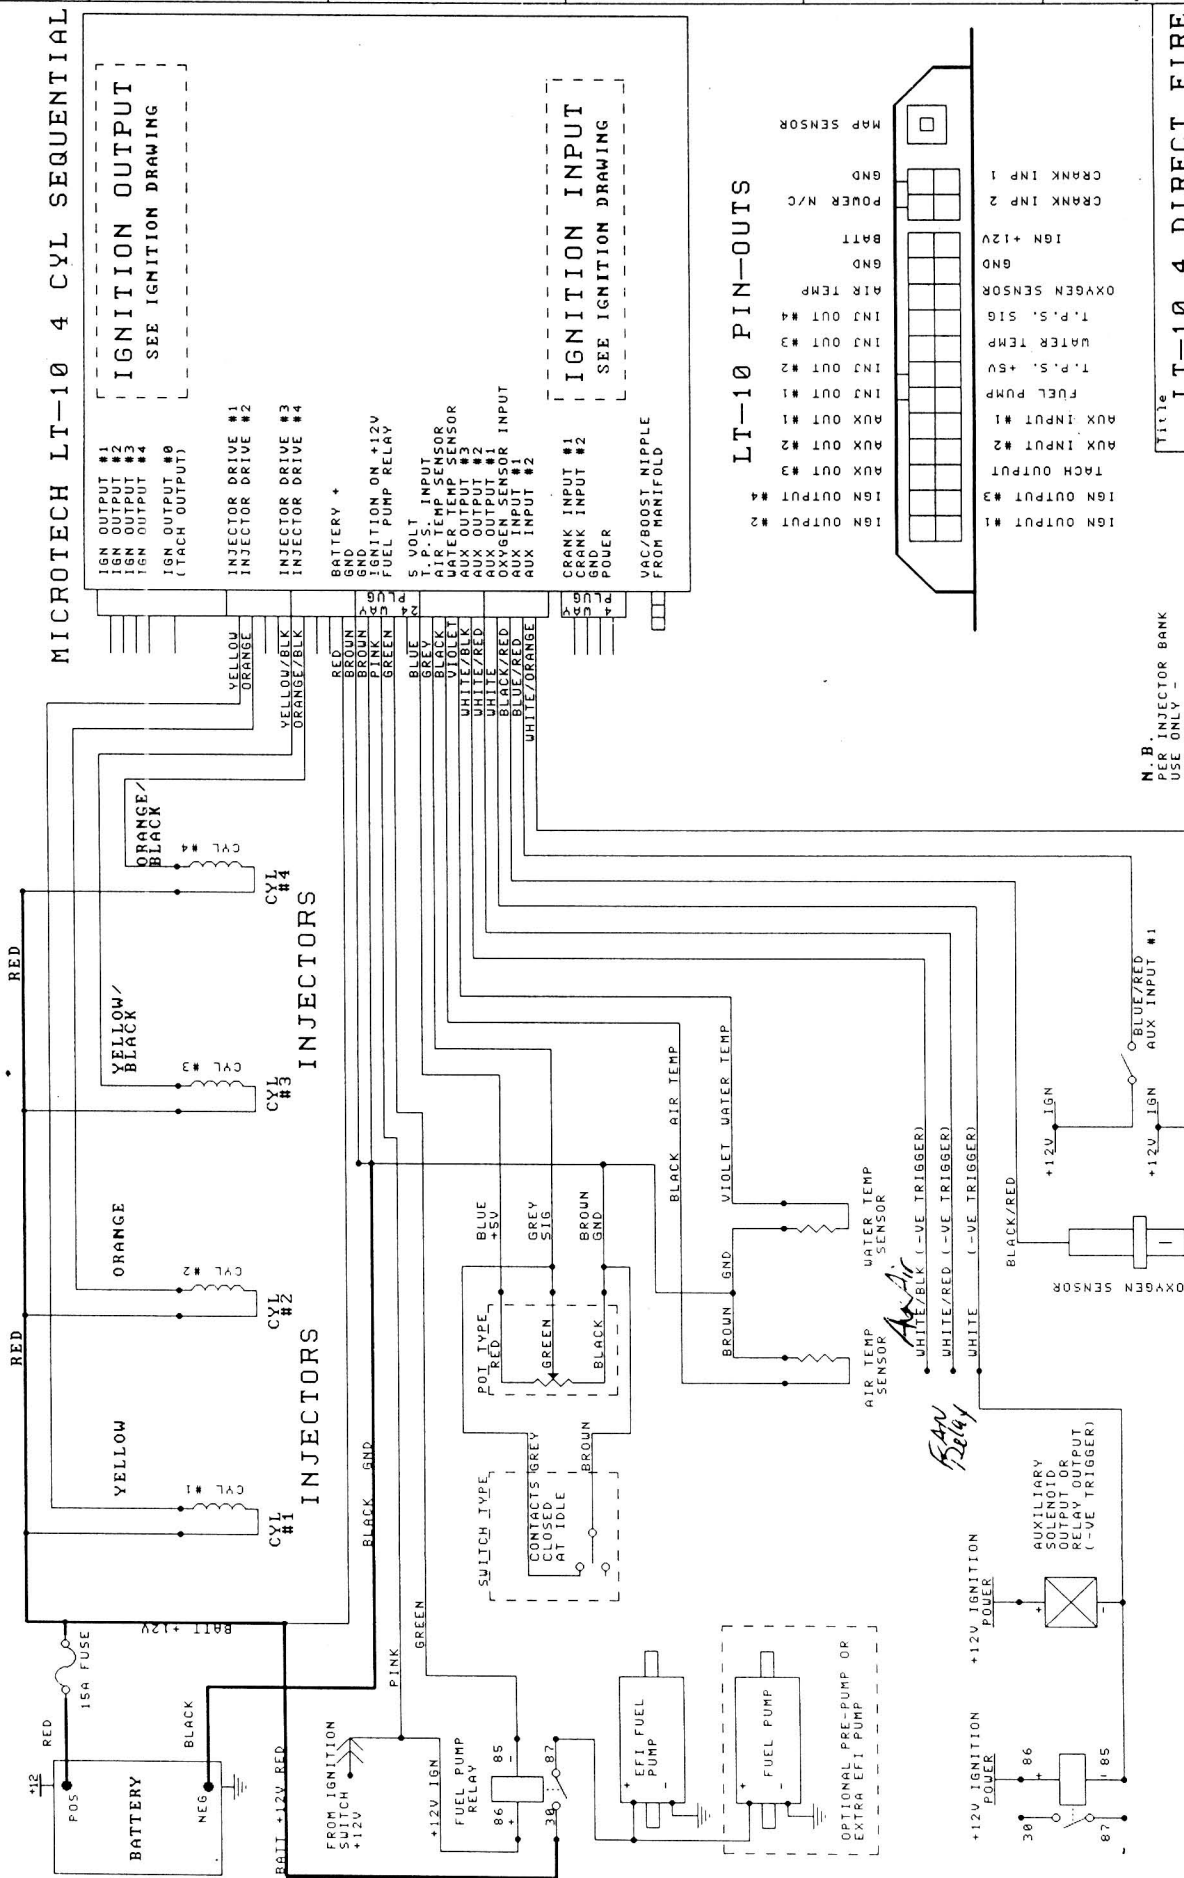 MICROTECH LT-10 4 CYL SEQUENTIAL
IGNITION OUTPUT
SEE IGNITION DRAWING
IGN OUTPUT #1
IGN OUTPUT #2
IGN OUTPUT #3
IGN OUTPUT #4
IGN OUTPUT #0
(TACH OUTPUT)
INJECTOR DRIVE #1
INJECTOR DRIVE #2
INJECTOR DRIVE #3
INJECTOR DRIVE #4
BATTERY +
GND
GND
IGNITION ON +12V
FUEL PUMP RELAY
5 VOLT
T.P.S. INPUT
AIR TEMP SENSOR
WATER TEMP SENSOR
AUX OUTPUT #3
AUX OUTPUT #2
AUX OUTPUT #1
OXYGEN SENSOR INPUT
AUX INPUT #1
AUX INPUT #2
IGNITION INPUT
SEE IGNITION DRAWING
CRANK INPUT #1
CRANK INPUT #2
GND
POWER
VAC/BOOST NIPPLE
FROM MANIFOLD
24 WAY
PLUG
4 WAY
PLUG
YELLOW
ORANGE
YELLOW/BLK
ORANGE/BLK
RED
BROWN
BROWN
PINK
GREEN
BLUE
GREY
BLACK
VIOLET
WHITE/BLK
WHITE/RED
WHITE
BLACK/RED
BLUE/RED
WHITE/ORANGE
LT-10 PIN-OUTS
MAP SENSOR
GND
POWER N/C
BATT
GND
AIR TEMP
INJ OUT #4
INJ OUT #3
INJ OUT #2
INJ OUT #1
AUX OUT #1
AUX OUT #2
AUX OUT #3
IGN OUTPUT #4
IGN OUTPUT #2
CRANK INP 1
CRANK INP 2
IGN +12V
GND
OXYGEN SENSOR
T.P.S. SIG
WATER TEMP
T.P.S. +5V
FUEL PUMP
AUX INPUT #1
AUX INPUT #2
TACH OUTPUT
IGN OUTPUT #3
IGN OUTPUT #1
Title
LT-10 4 DIRECT FIRE
N.B.
PER INJECTOR BANK
USE ONLY -
RED
RED
ORANGE/
BLACK
CYL #4
CYL
#4
YELLOW/
BLACK
CYL #3
CYL
#3
INJECTORS
ORANGE
CYL #2
CYL
#2
YELLOW
CYL #1
CYL
#1
INJECTORS
+12
POS
RED
15A FUSE
BATT +12V
BATTERY
NEG
BLACK
BATT +12V RED
BLACK GND
PINK
GREEN
FROM IGNITION
SWITCH
+12V
+12V IGN
FUEL PUMP
RELAY
86
+
85
-
30
87
BLUE
+5V
GREY
SIG
BROWN
GND
POT TYPE
RED
GREEN
BLACK
SWITCH TYPE
CONTACTS
CLOSED
AT IDLE
GREY
BROWN
+
-
EFI FUEL
PUMP
+
-
FUEL PUMP
OPTIONAL PRE-PUMP OR
EXTRA EFI PUMP
BLACK AIR TEMP
VIOLET WATER TEMP
BROWN GND
WATER TEMP
SENSOR
AIR TEMP
SENSOR
WHITE/BLK (-VE TRIGGER)
WHITE/RED (-VE TRIGGER)
WHITE (-VE TRIGGER)
FAN
Relay
BLACK/RED
OXYGEN SENSOR
+12V IGN
BLUE/RED
AUX INPUT #1
+12V IGN
+12V IGNITION
POWER
+
-
AUXILIARY
SOLENOID
OUTPUT OR
RELAY OUTPUT
(-VE TRIGGER)
+12V IGNITION
POWER
30
86
+
87
-
85